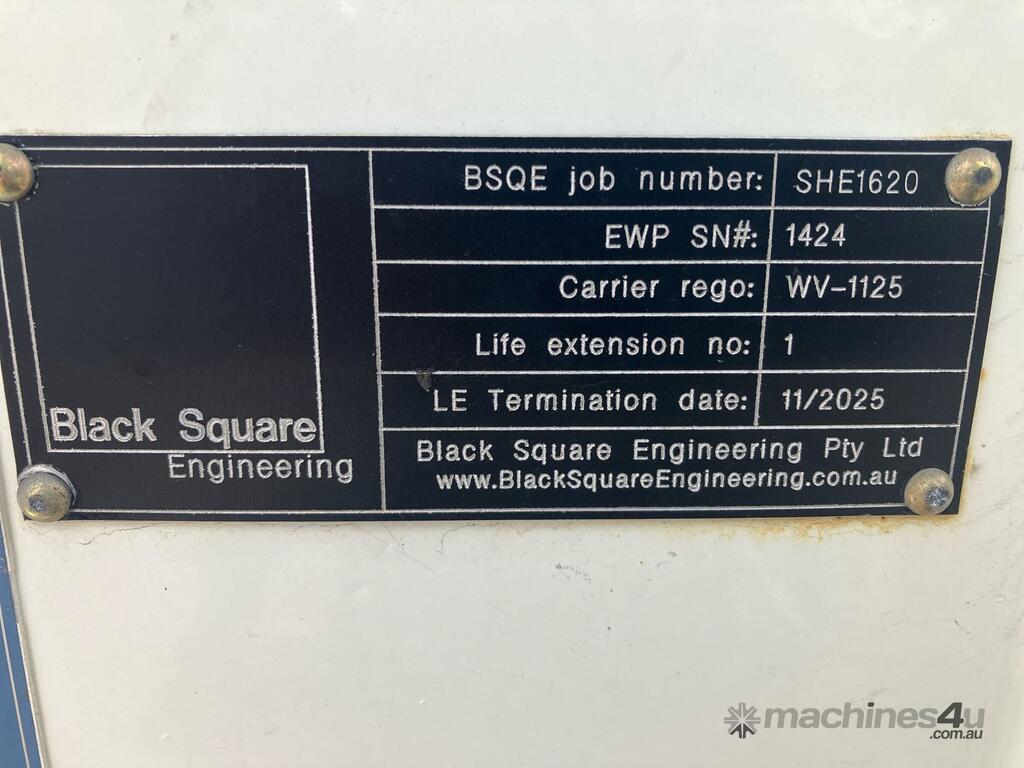 Black Square
Engineering
BSQE job number: SHE1620
EWP SN#: 1424
Carrier rego: WV-1125
Life extension no: 1
LE Termination date: 11/2025
Black Square Engineering Pty Ltd
www.BlackSquareEngineering.com.au
machines4u
.com.au